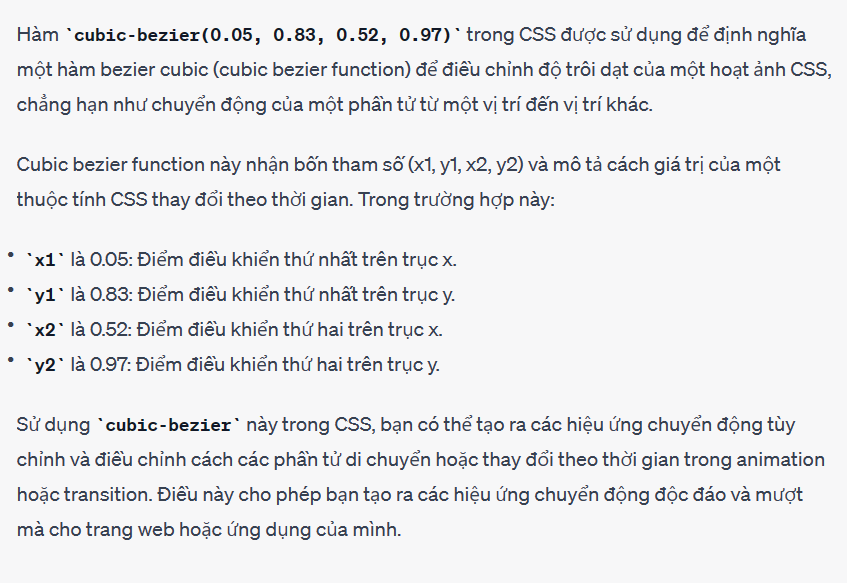 Hàm `cubic-bezier(0.05, 0.83, 0.52, 0.97)` trong CSS được sử dụng để định nghĩa
một hàm bezier cubic (cubic bezier function) để điều chỉnh độ trôi dạt của một hoạt ảnh CSS,
chẳng hạn như chuyển động của một phần tử từ một vị trí đến vị trí khác.
Cubic bezier function này nhận bốn tham số (x1, y1, x2, y2) và mô tả cách giá trị của một
thuộc tính CSS thay đổi theo thời gian. Trong trường hợp này:
• `x1` là 0.05: Điểm điều khiển thứ nhất trên trục x.
• `y1` là 0.83: Điểm điều khiển thứ nhất trên trục y.
• `x2` là 0.52: Điểm điều khiển thứ hai trên trục x.
• `y2` là 0.97: Điểm điều khiển thứ hai trên trục y.
Sử dụng `cubic-bezier` này trong CSS, bạn có thể tạo ra các hiệu ứng chuyển động tùy
chỉnh và điều chỉnh cách các phần tử di chuyển hoặc thay đổi theo thời gian trong animation
hoặc transition. Điều này cho phép bạn tạo ra các hiệu ứng chuyển động độc đáo và mượt
mà cho trang web hoặc ứng dụng của mình.